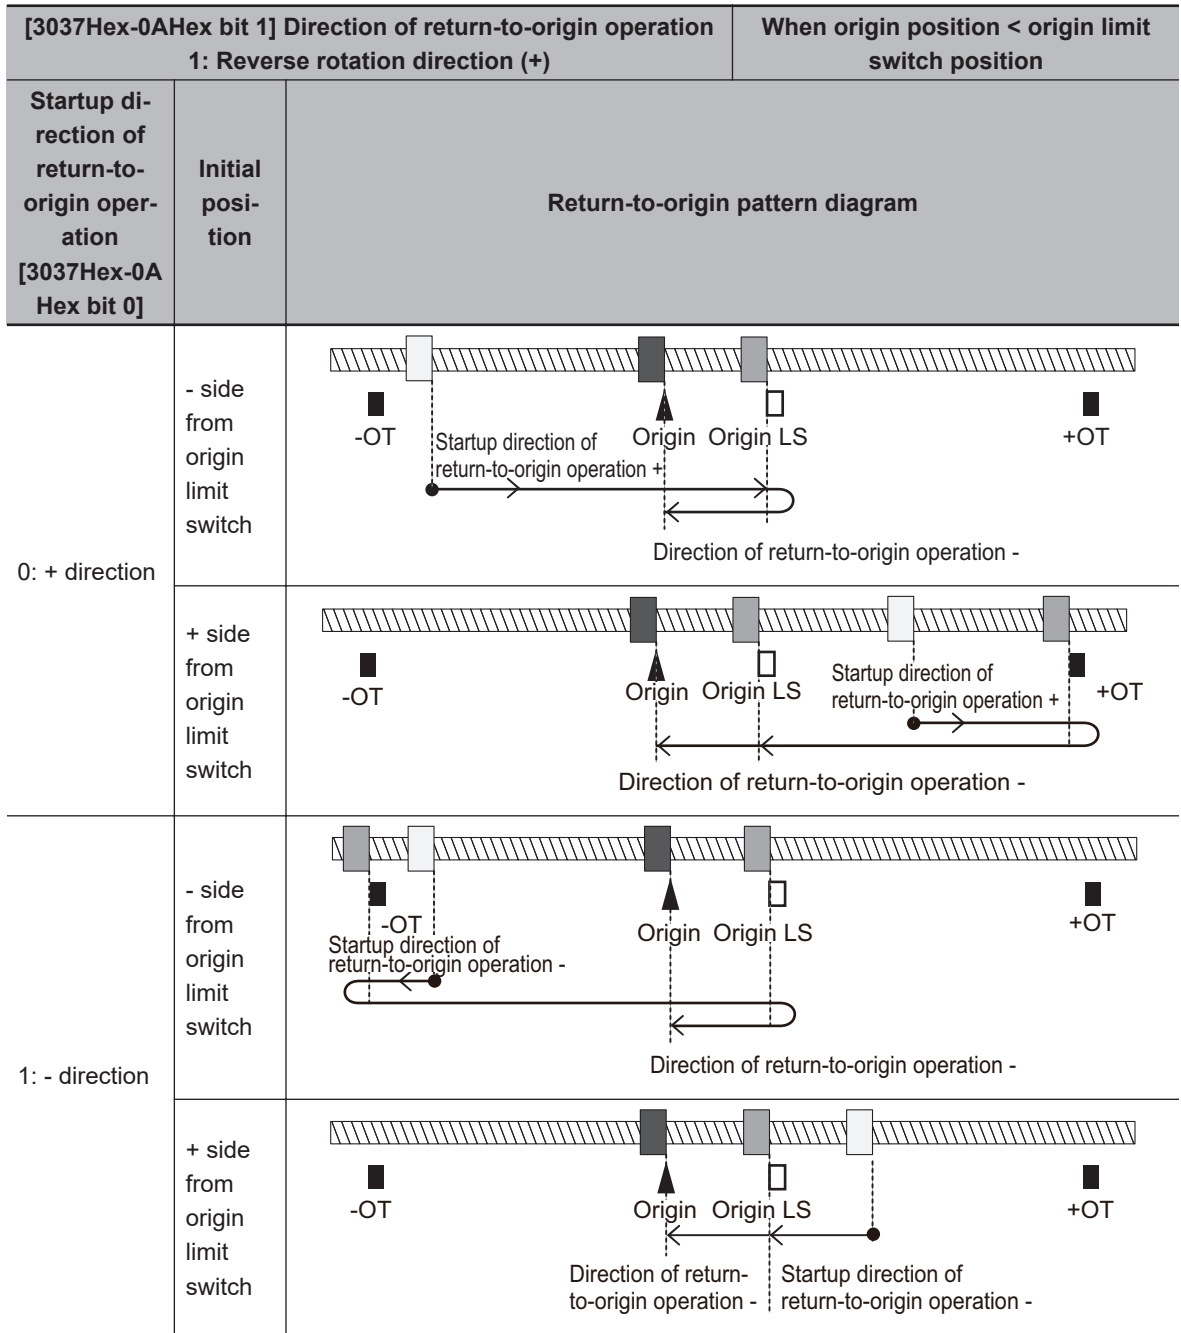 [3037Hex-0AHex bit 1] Direction of return-to-origin operation
1: Reverse rotation direction (+)
When origin position < origin limit
switch position
Startup di-
rection of
return-to-
origin oper-
ation
[3037Hex-0A
Hex bit 0]
Initial
posi-
tion
Return-to-origin pattern diagram
0: + direction
- side
from
origin
limit
switch
-OT
Origin
Origin LS
+OT
Startup direction of
return-to-origin operation +
Direction of return-to-origin operation -
+ side
from
origin
limit
switch
-OT
Origin
Origin LS
Startup direction of
return-to-origin operation +
+OT
Direction of return-to-origin operation -
1: - direction
- side
from
origin
limit
switch
-OT
Startup direction of
return-to-origin operation -
Origin
Origin LS
+OT
Direction of return-to-origin operation -
+ side
from
origin
limit
switch
-OT
Origin
Origin LS
+OT
Direction of return-
to-origin operation -
Startup direction of
return-to-origin operation -